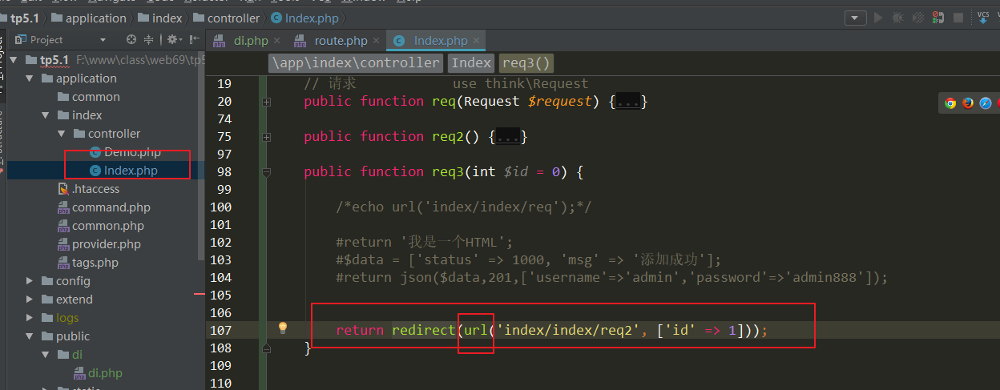 tp5.1 application index controller Index.php
Project
di.php route.php Index.php
\app\index\controller Index req3()
tp5.1 F:\www\class\web69\tp5
application
common
index
controller
Demo.php
Index.php
.htaccess
command.php
common.php
provider.php
tags.php
config
extend
logs
public
di
di.php
19 // 请求 use think\Request
20 public function req(Request $request) {...}
74
75 public function req2() {...}
97
98 public function req3(int $id = 0) {
99
100 /*echo url('index/index/req');*/
101
102 #return '我是一个HTML';
103 #$data = ['status' => 1000, 'msg' => '添加成功'];
104 #return json($data,201,['username'=>'admin','password'=>'admin888']);
105
106
107 return redirect(url('index/index/req2', ['id' => 1]));
108 }
109
110
VCS